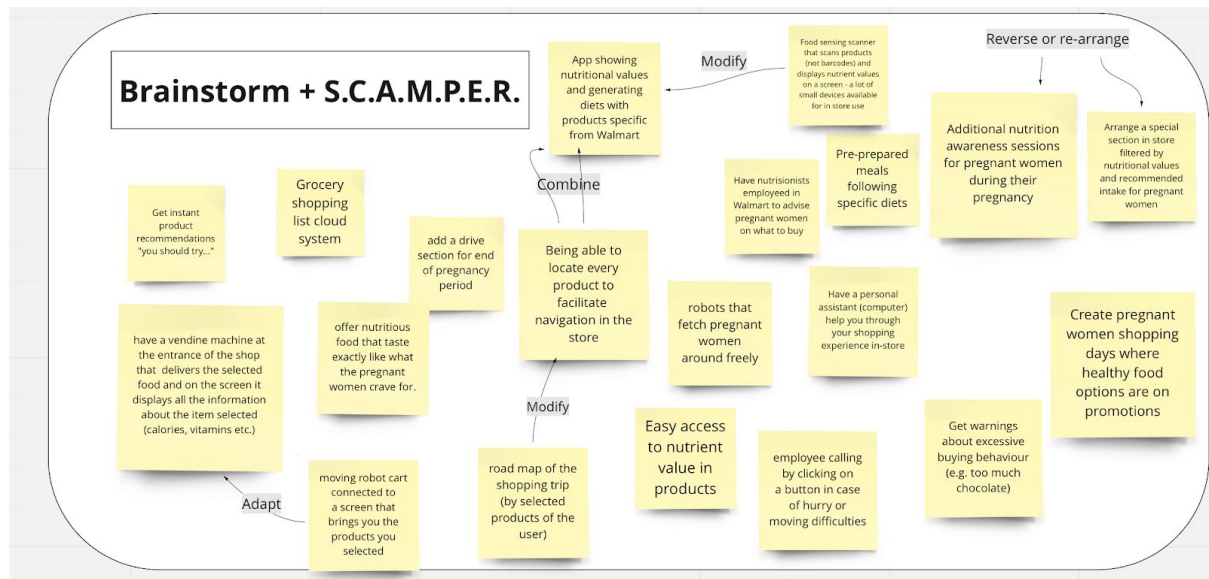 Brainstorm + S.C.A.M.P.E.R.
App showing
nutritional values
and generating
diets with
products specific
from Walmart
Modify
Food sensing scanner
that scans products
(not barcodes) and
displays nutrient values
on a screen - a lot of
small devices available
for in store use
Reverse or re-arrange
Additional nutrition
awareness sessions
for pregnant women
during their
pregnancy
Arrange a special
section in store
filtered by
nutritional values
and recommended
intake for pregnant
women
Pre-prepared
meals
following
specific diets
Have nutrisionists
employeed in
Walmart to advise
pregnant women
on what to buy
Combine
Grocery
shopping
list cloud
system
Get instant
product
recommendations
"you should try..."
add a drive
section for end
of pregnancy
period
Being able to
locate every
product to
facilitate
navigation in the
store
robots that
fetch pregnant
women
around freely
Have a personal
assistant (computer)
help you through
your shopping
experience in-store
Create pregnant
women shopping
days where
healthy food
options are on
promotions
have a vendine machine at
the entrance of the shop
that delivers the selected
food and on the screen it
displays all the information
about the item selected
(calories, vitamins etc.)
offer nutritious
food that taste
exactly like what
the pregnant
women crave for.
Modify
Easy access
to nutrient
value in
products
employee calling
by clicking on
a button in case
of hurry or
moving difficulties
Get warnings
about excessive
buying behaviour
(e.g. too much
chocolate)
Adapt
moving robot cart
connected to
a screen that
brings you the
products you
selected
road map of the
shopping trip
(by selected
products of the
user)